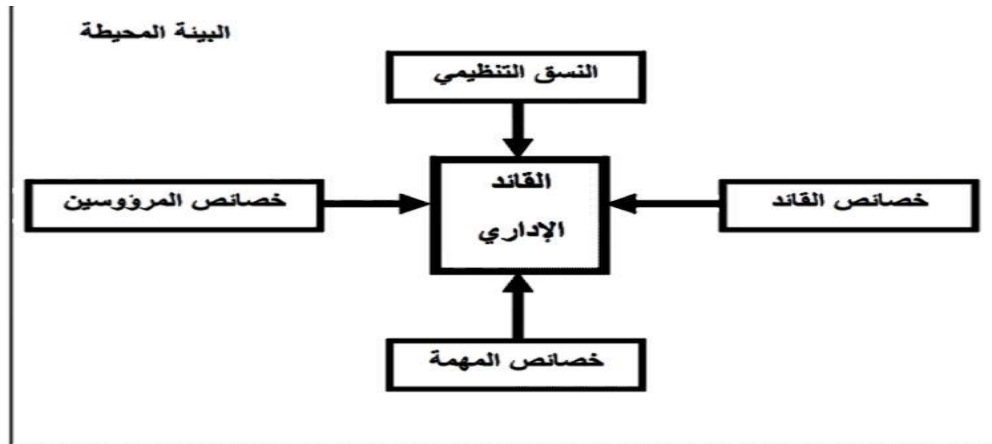 البيئة المحيطة
النسق التنظيمي
القائد
الإداري
خصائص القائد
خصائص المرؤوسين
خصائص المهمة